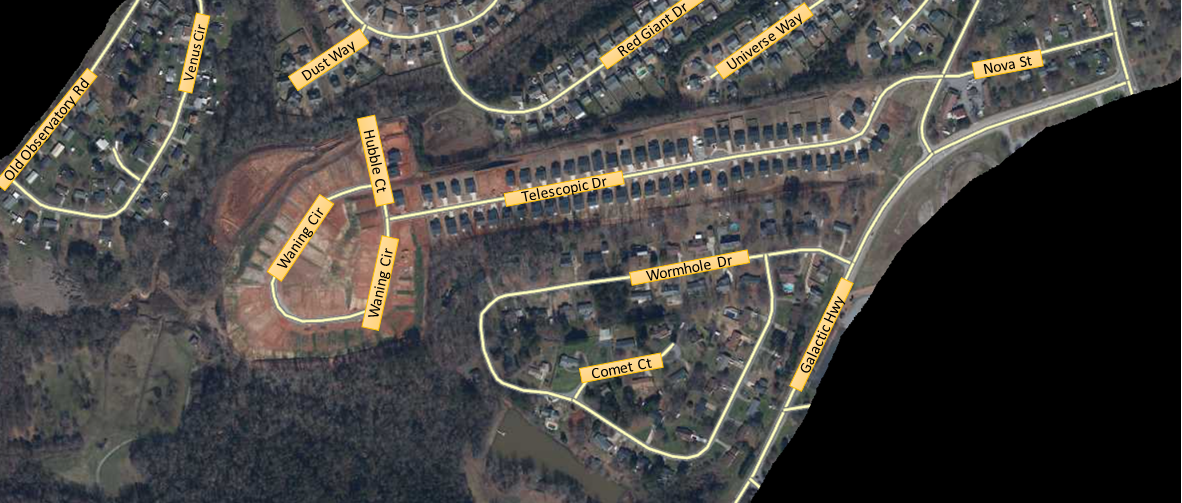 Old Observatory Rd
Venus Cir
Dust Way
Red Giant Dr
Universe Way
Nova St
Hubble Ct
Telescopic Dr
Waning Cir
Waning Cir
Wormhole Dr
Galactic Hwy
Comet Ct